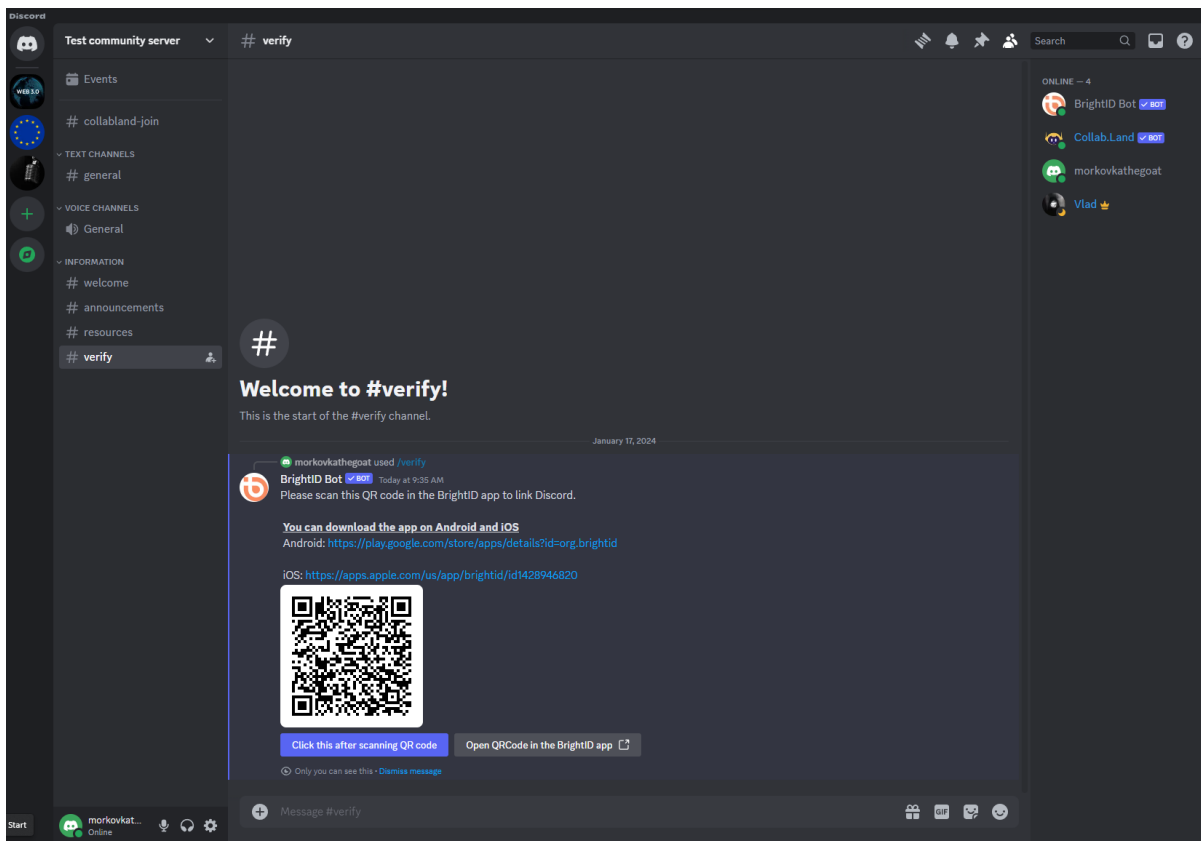 Discord
Test community server
# verify
Search
WEB 3.0
Events
# collabland-join
TEXT CHANNELS
# general
VOICE CHANNELS
General
INFORMATION
# welcome
# announcements
# resources
# verify
#
Welcome to #verify!
This is the start of the #verify channel.
January 17, 2024
morkovkathegoat used /verify
BrightID Bot BOT Today at 9:35 AM
Please scan this QR code in the BrightID app to link Discord.
You can download the app on Android and iOS
Android: https://play.google.com/store/apps/details?id=org.brightid
iOS: https://apps.apple.com/us/app/brightid/id1428946820
Click this after scanning QR code
Open QRCode in the BrightID app
Only you can see this • Dismiss message
Message #verify
GIF
ONLINE — 4
BrightID Bot BOT
Collab.Land BOT
morkovkathegoat
Vlad
Start
morkovkat...
Online